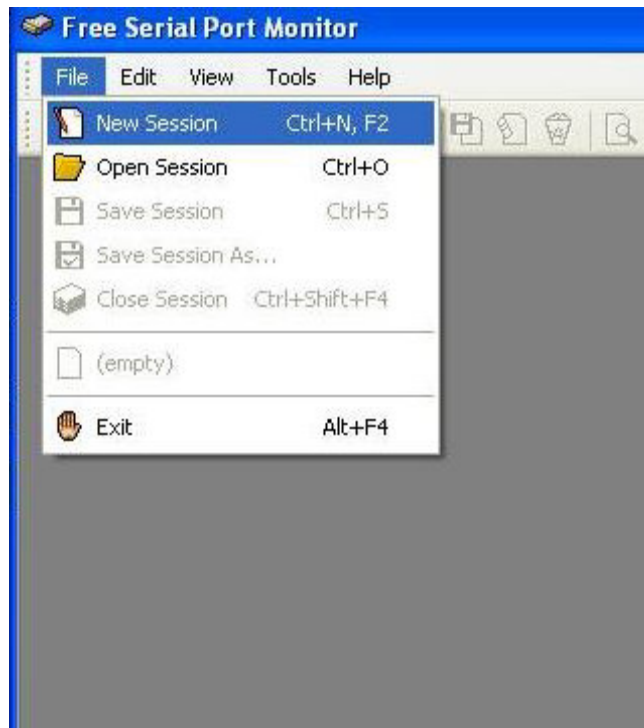 Free Serial Port Monitor
File Edit View Tools Help
New Session Ctrl+N, F2
Open Session Ctrl+O
Save Session Ctrl+S
Save Session As...
Close Session Ctrl+Shift+F4
(empty)
Exit Alt+F4